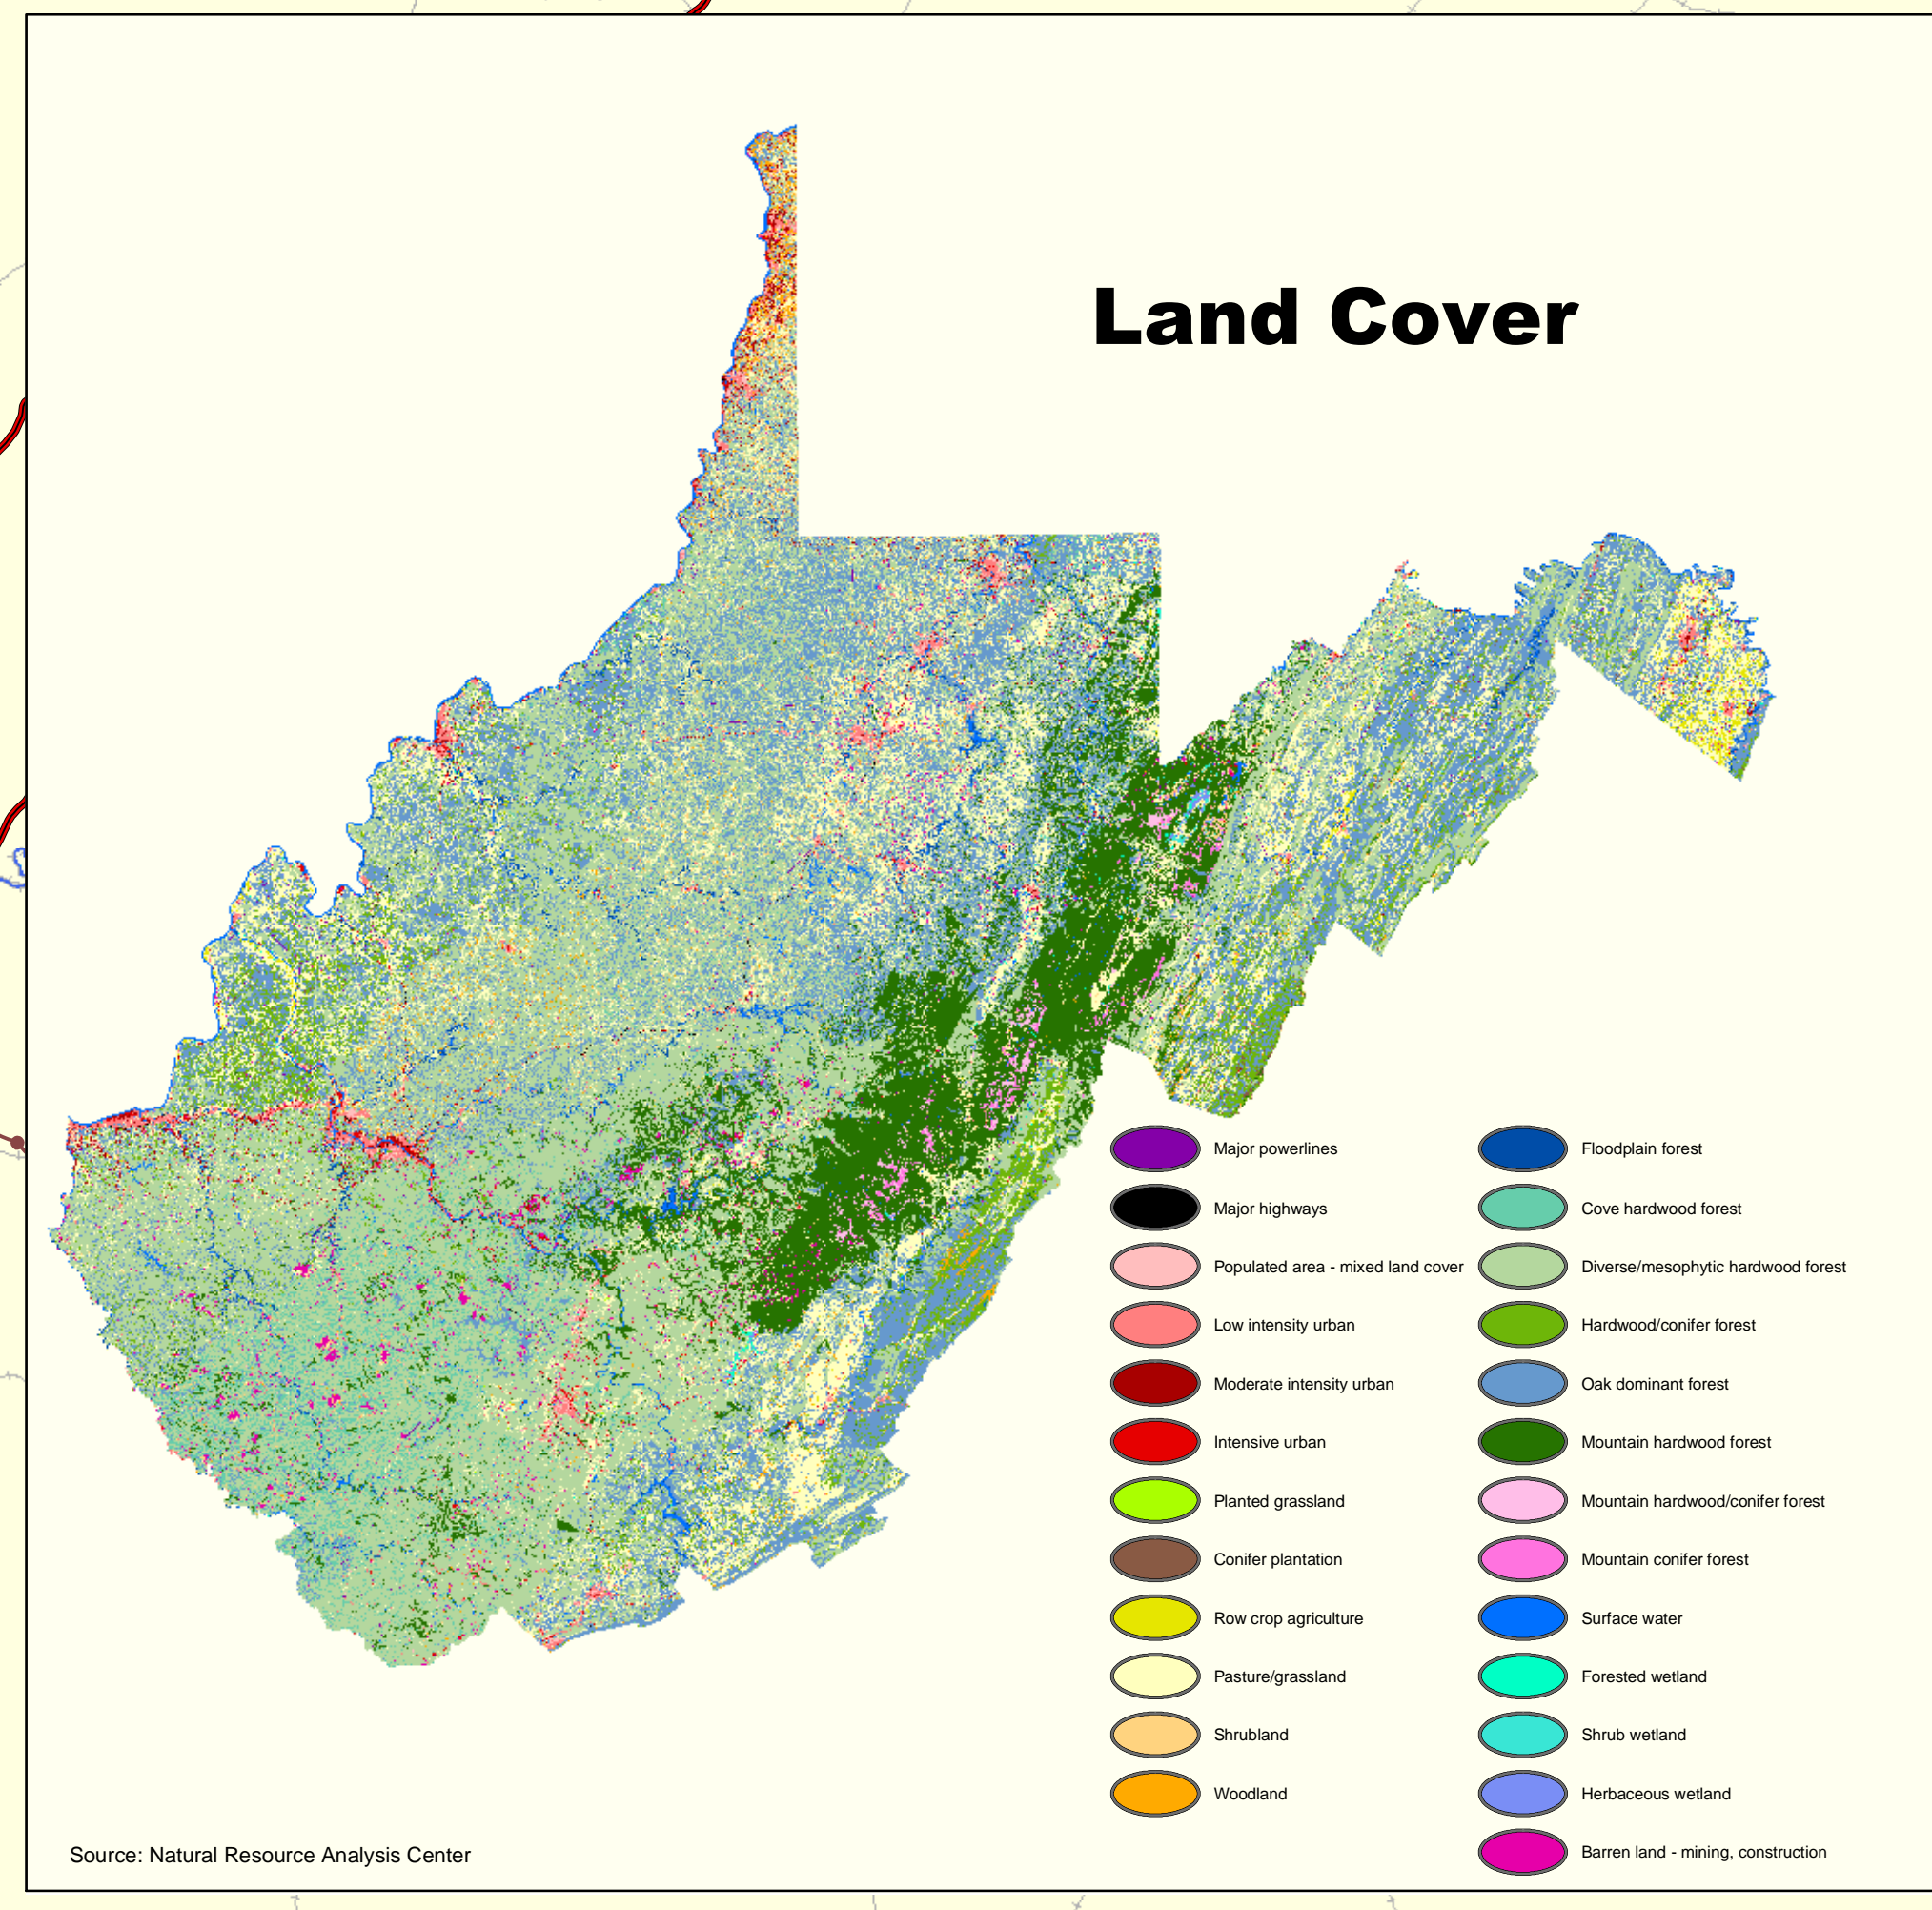 Land Cover
Major powerlines
Major highways
Populated area - mixed land cover
Low intensity urban
Moderate intensity urban
Intensive urban
Planted grassland
Conifer plantation
Row crop agriculture
Pasture/grassland
Shrubland
Woodland
Floodplain forest
Cove hardwood forest
Diverse/mesophytic hardwood forest
Hardwood/conifer forest
Oak dominant forest
Mountain hardwood forest
Mountain hardwood/conifer forest
Mountain conifer forest
Surface water
Forested wetland
Shrub wetland
Herbaceous wetland
Barren land - mining, construction
Source: Natural Resource Analysis Center